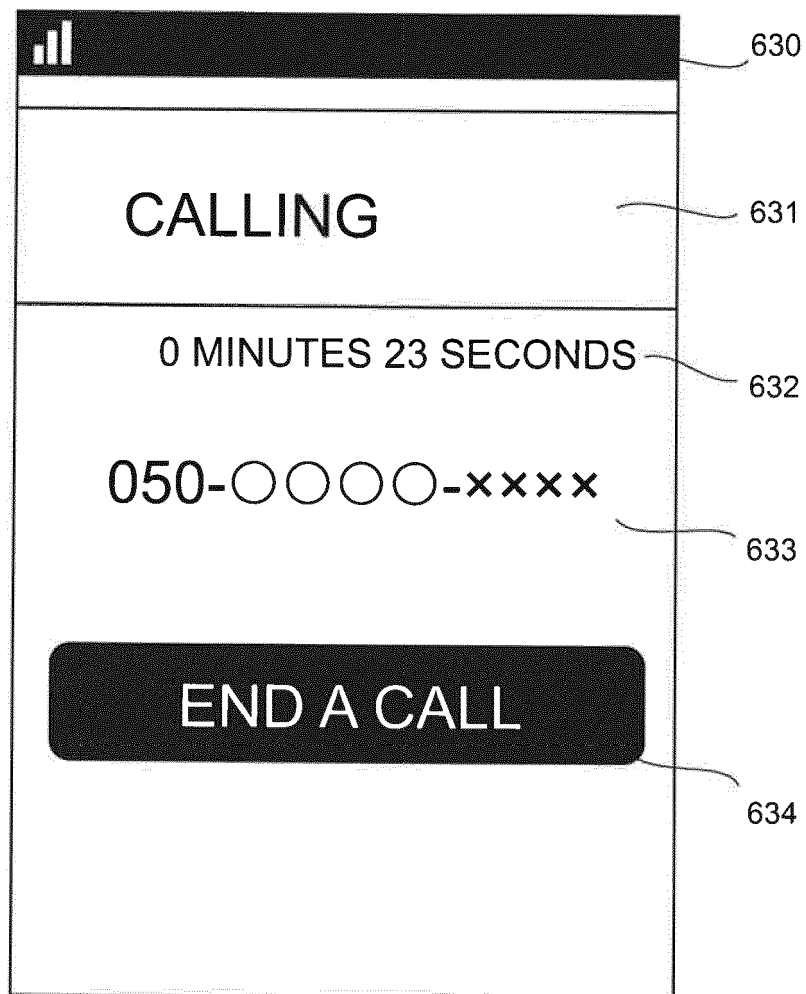 630
CALLING
631
0 MINUTES 23 SECONDS
632
050-○○○○-××××
633
END A CALL
634